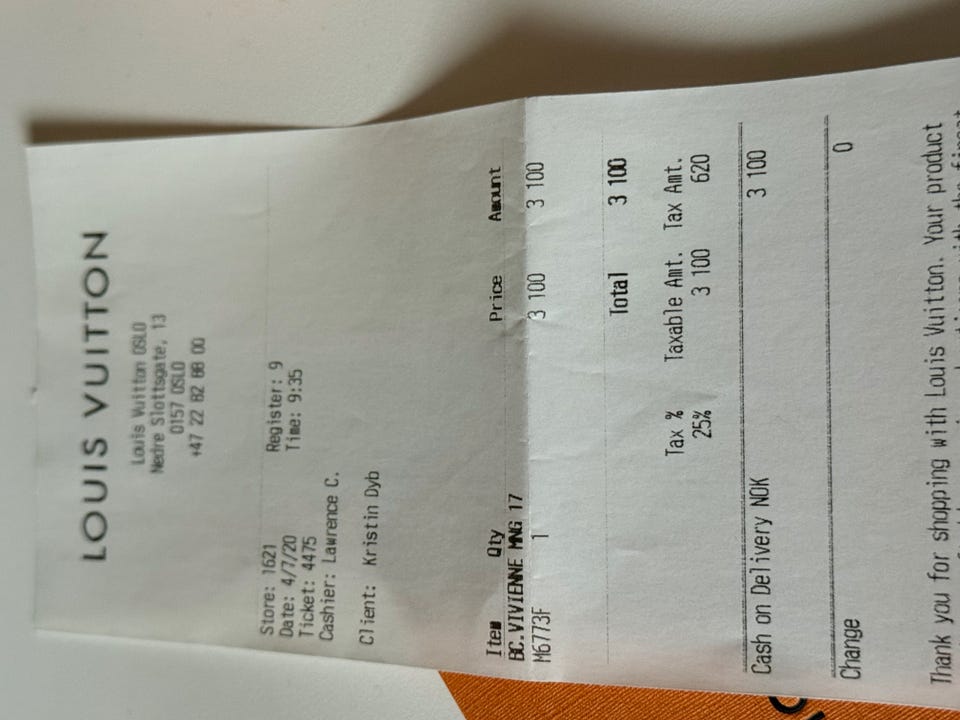 LOUIS VUITTON
Louis Vuitton OSLO
Nedre Slottsgate, 13
0157 OSLO
+47 22 82 88 00
Store: 1621 Register: 9
Date: 4/7/20 Time: 9:35
Ticket: 4475
Cashier: Lawrence C.
Client: Kristin Dyb
Item Qty Price Amount
BC.VIVIENNE MNG 17
M6773F 1 3 100 3 100
Total 3 100
Tax % Taxable Amt. Tax Amt.
25% 3 100 620
Cash on Delivery NOK 3 100
Change 0
Thank you for shopping with Louis Vuitton. Your product